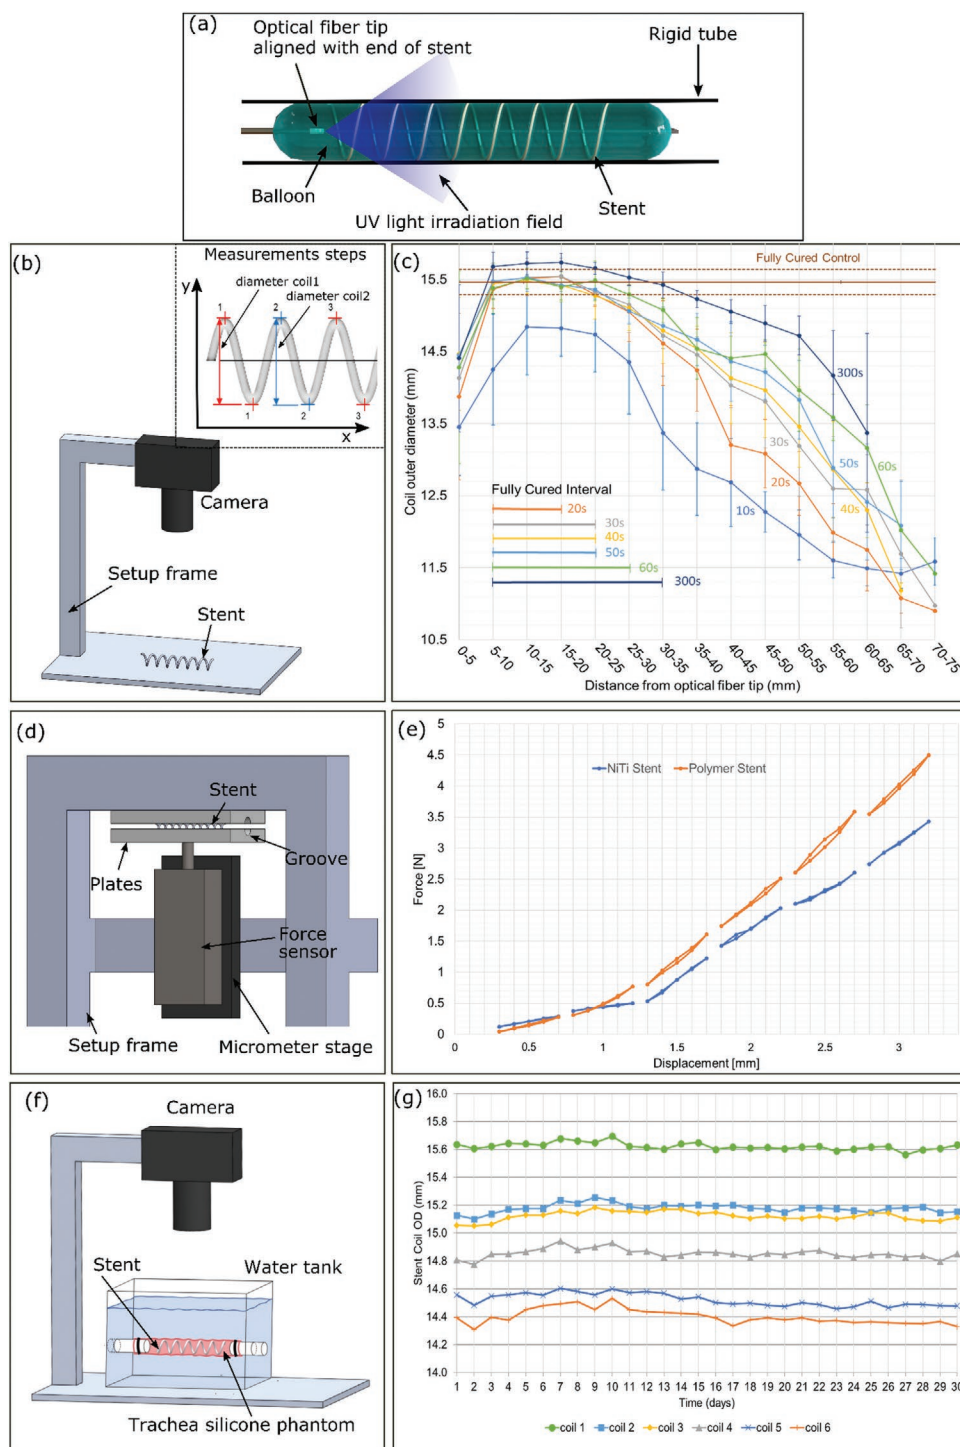 (a)
Optical fiber tip
aligned with end of stent
Rigid tube
Balloon
Stent
UV light irradiation field
(b)
Measurements steps
y
diameter coil1
diameter coil2
1
2
3
1
2
3
x
Camera
Setup frame
Stent
(c)
Fully Cured Control
15.5
14.5
13.5
12.5
11.5
10.5
Coil outer diameter (mm)
300s
30s
50s
60s
20s
10s
40s
Fully Cured Interval
20s
30s
40s
50s
60s
300s
0-5
5-10
10-15
15-20
20-25
25-30
30-35
35-40
40-45
45-50
50-55
55-60
60-65
65-70
70-75
Distance from optical fiber tip (mm)
(d)
Stent
Plates
Groove
Force
sensor
Setup frame
Micrometer stage
(e)
5
4.5
4
3.5
3
2.5
2
1.5
1
0.5
0
Force [N]
NiTi Stent
Polymer Stent
0
0.5
1
1.5
2
2.5
3
Displacement [mm]
(f)
Camera
Stent
Water tank
Trachea silicone phantom
(g)
16.0
15.8
15.6
15.4
15.2
15.0
14.8
14.6
14.4
14.2
14.0
Stent Coil OD (mm)
1 2 3 4 5 6 7 8 9 10 11 12 13 14 15 16 17 18 19 20 21 22 23 24 25 26 27 28 29 30
Time (days)
coil 1 coil 2 coil 3 coil 4 coil 5 coil 6